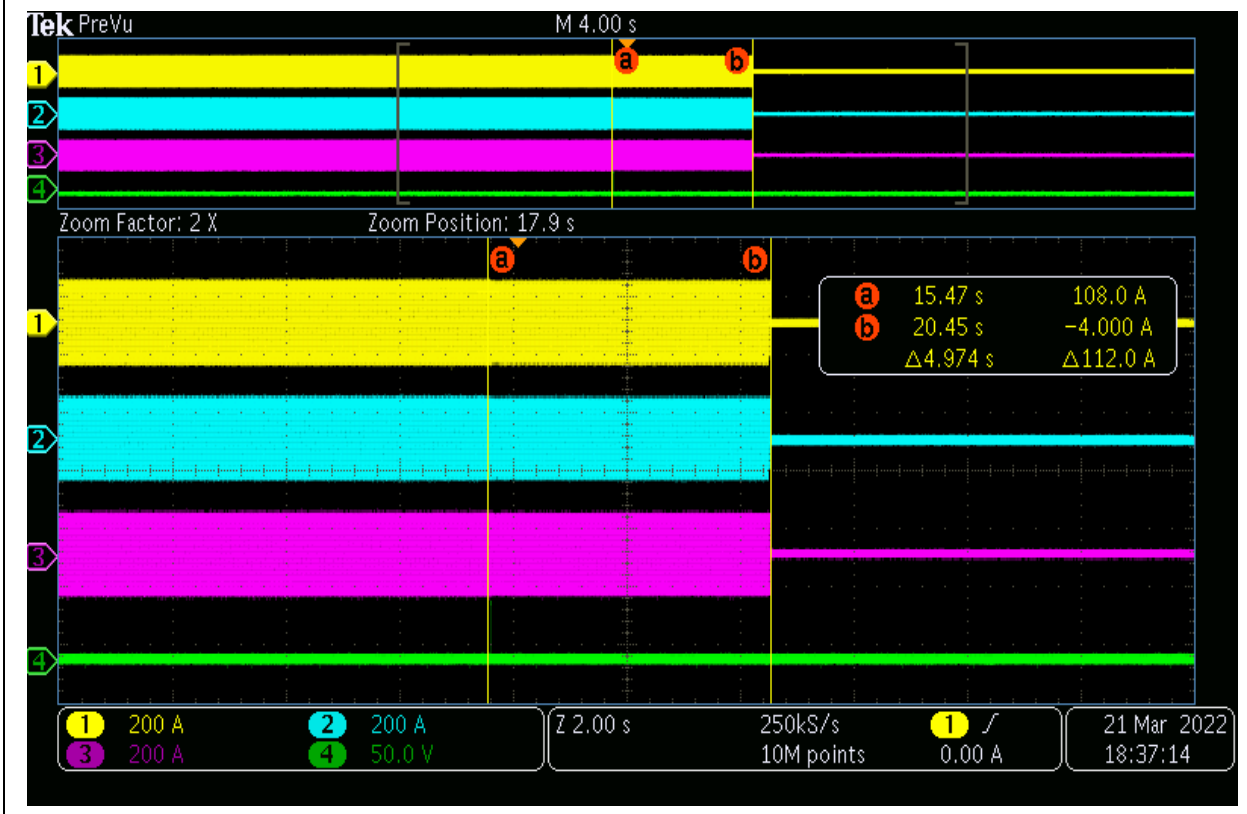 Tek PreVu M 4.00 s
a b
1
2
3
4
Zoom Factor: 2 X Zoom Position: 17.9 s
a b
a 15.47 s 108.0 A
b 20.45 s −4.000 A
△4.974 s △112.0 A
1
2
3
4
1 200 A 2 200 A Z 2.00 s 250kS/s 1 21 Mar 2022
3 200 A 4 50.0 V 10M points 0.00 A 18:37:14